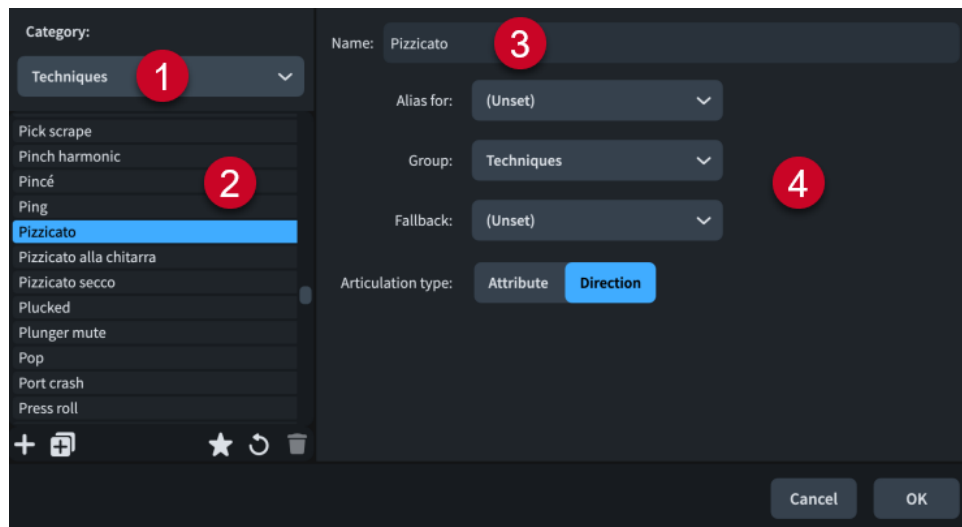 Category:
Techniques
1
Pick scrape
Pinch harmonic
Pincé
2
Ping
Pizzicato
Pizzicato alla chitarra
Pizzicato secco
Plucked
Plunger mute
Pop
Port crash
Press roll
Name: Pizzicato
3
Alias for: (Unset)
Group: Techniques
4
Fallback: (Unset)
Articulation type: Attribute Direction
Cancel OK